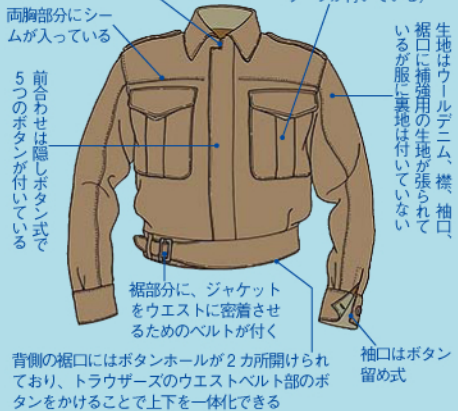 両胸部分にシー
ムが入っている
前合わせは隠しボタン式で
5つのボタンが付いている
生地はウールデニム、襟、袖口、
裾口に補強用の生地が張られて
いるが服に裏地は付いていない
裾部分に、ジャケット
をウエストに密着させ
るためのベルトが付く
背側の裾口にはボタンホールが2カ所開けられ
ており、トラウザーズのウエストベルト部のボ
タンをかけることで上下を一体化できる
袖口はボタン
留め式